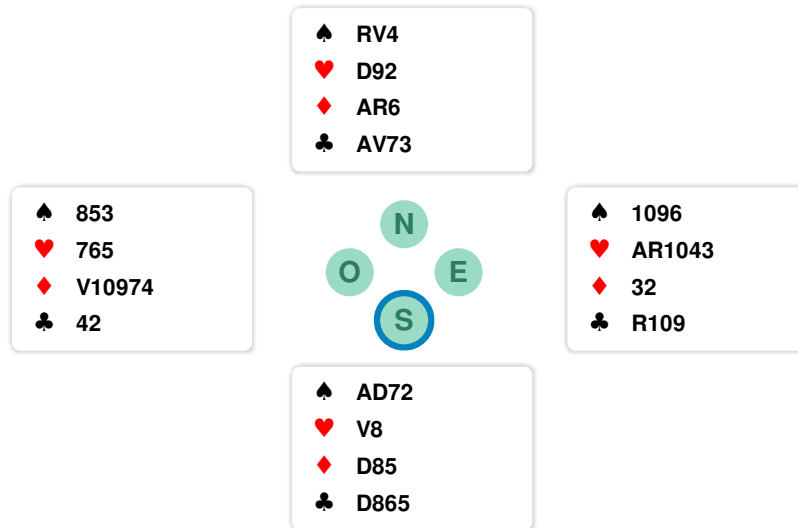 ♠ RV4
♥ D92
♦ AR6
♣ AV73
♠ 853
♥ 765
♦ V10974
♣ 42
N
O E
S
♠ 1096
♥ AR1043
♦ 32
♣ R109
♠ AD72
♥ V8
♦ D85
♣ D865